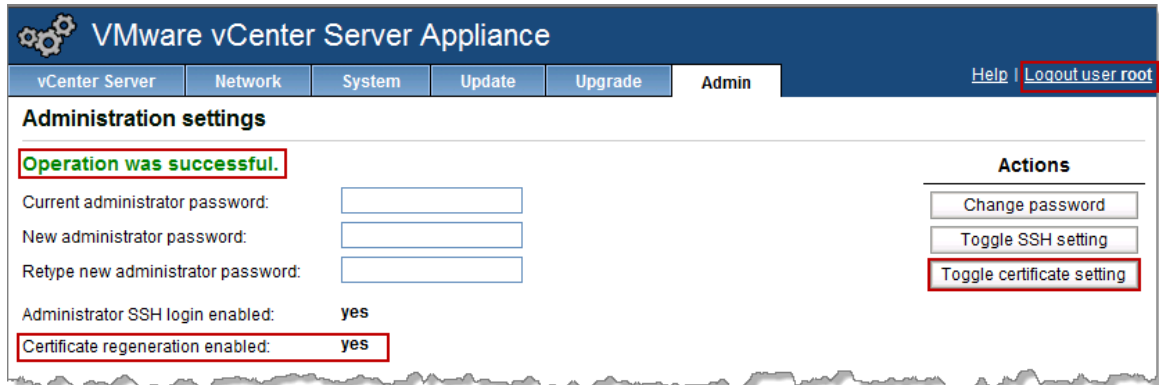 VMware vCenter Server Appliance
vCenter Server Network System Update Upgrade Admin Help | Logout user root
Administration settings
Operation was successful.
Actions
Current administrator password:
Change password
New administrator password:
Toggle SSH setting
Retype new administrator password:
Toggle certificate setting
Administrator SSH login enabled: yes
Certificate regeneration enabled: yes